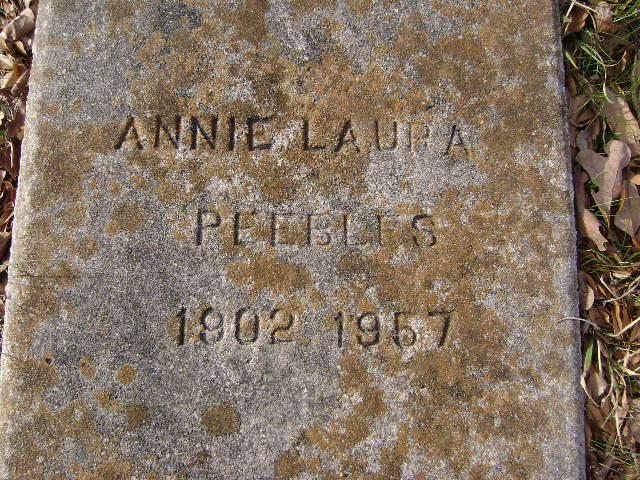 ANNIE LAURA
PEEBLES
1902 1957